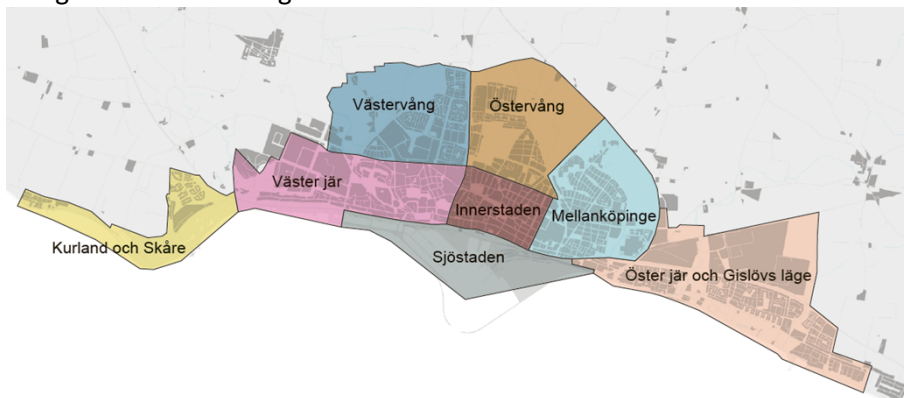 Västervång
Östervång
Väster jär
Innerstaden
Mellanköpinge
Kurland och Skåre
Sjöstaden
Öster jär och Gislövs läge